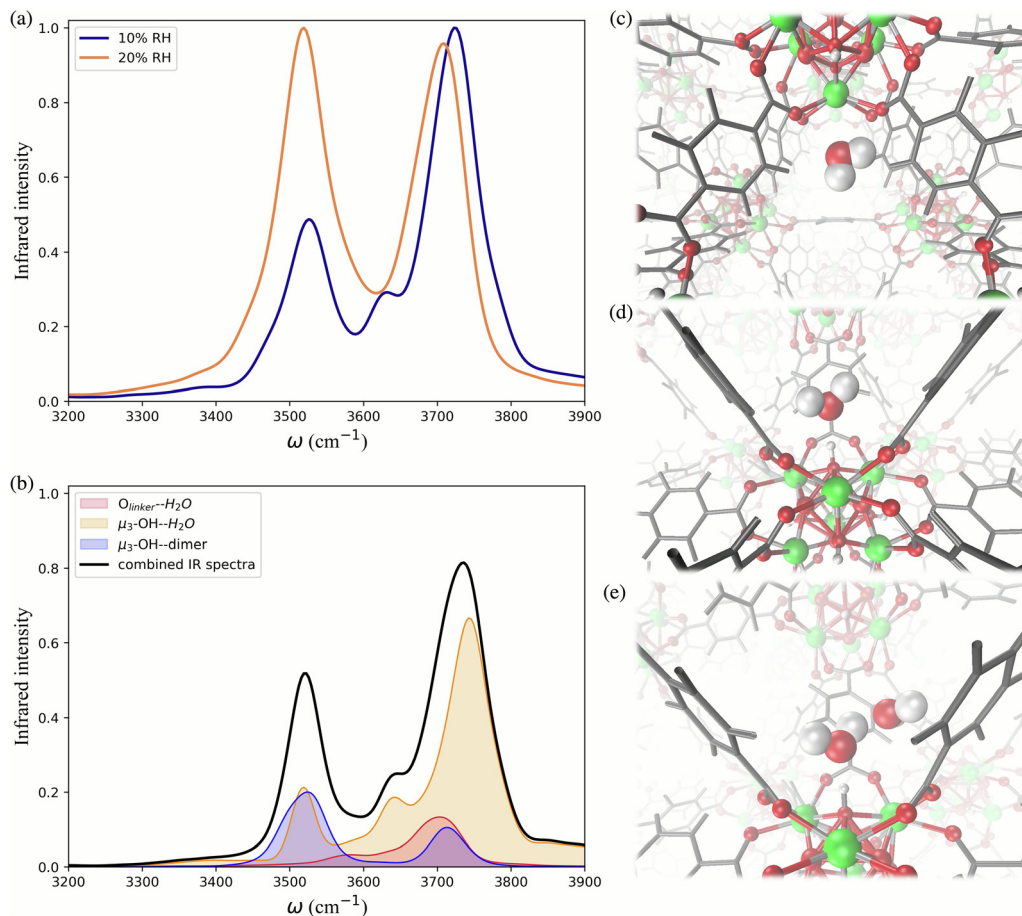 (a)
1.0
0.8
0.6
0.4
0.2
0.0
Infrared intensity
10% RH
20% RH
3200 3300 3400 3500 3600 3700 3800 3900
ω (cm⁻¹)
(b)
1.0
0.8
0.6
0.4
0.2
0.0
Infrared intensity
O_linker--H₂O
μ₃-OH--H₂O
μ₃-OH--dimer
combined IR spectra
3200 3300 3400 3500 3600 3700 3800 3900
ω (cm⁻¹)
(c)
(d)
(e)